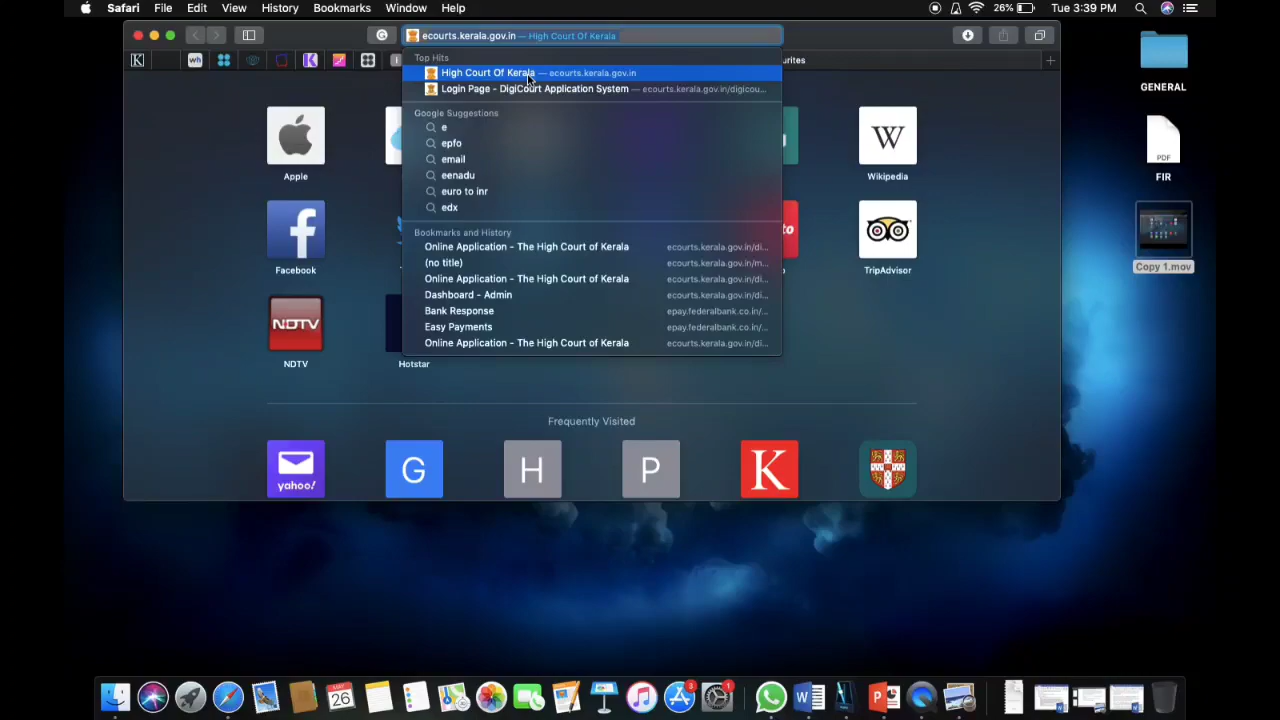 Safari File Edit View History Bookmarks Window Help 26% Tue 3:39 PM
ecourts.kerala.gov.in — High Court Of Kerala
K wh K urites
Top Hits
High Court Of Kerala — ecourts.kerala.gov.in
Login Page - DigiCourt Application System — ecourts.kerala.gov.in/digicou...
Google Suggestions
e
epfo
email
eenadu
euro to inr
edx
Bookmarks and History
Online Application - The High Court of Kerala ecourts.kerala.gov.in/di...
(no title) ecourts.kerala.gov.in/m...
Online Application - The High Court of Kerala ecourts.kerala.gov.in/di...
Dashboard - Admin ecourts.kerala.gov.in/di...
Bank Response epay.federalbank.co.in/...
Easy Payments epay.federalbank.co.in/...
Online Application - The High Court of Kerala ecourts.kerala.gov.in/di...
W
Apple Wikipedia
f
Facebook TripAdvisor
NDTV
NDTV Hotstar
Frequently Visited
yahoo! G H P K
GENERAL
PDF
FIR
Copy 1.mov
26 3 1 W P